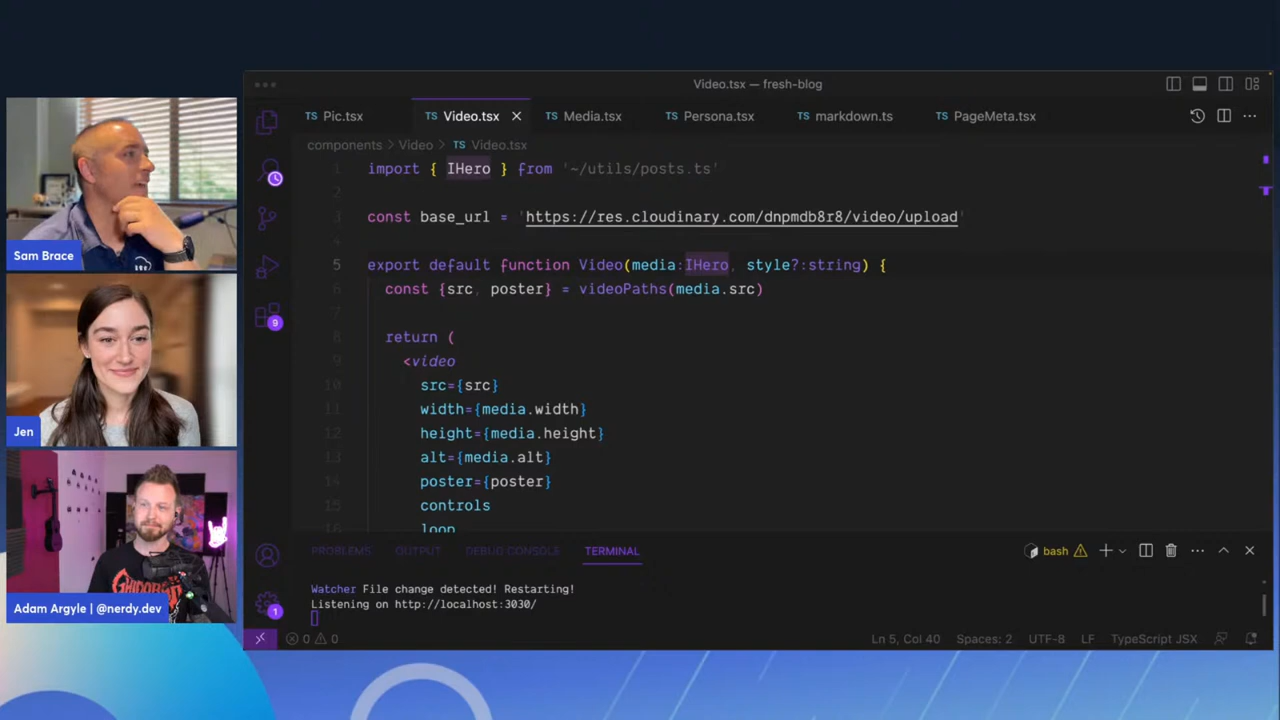 Sam Brace
Jen
Adam Argyle | @nerdy.dev
Video.tsx — fresh-blog
TS Pic.tsx TS Video.tsx TS Media.tsx TS Persona.tsx TS markdown.ts TS PageMeta.tsx
components > Video > TS Video.tsx
1 import { IHero } from '~/utils/posts.ts'
2
3 const base_url = 'https://res.cloudinary.com/dnpmdb8r8/video/upload'
4
5 export default function Video(media:IHero, style?:string) {
6 const {src, poster} = videoPaths(media.src)
7
8 return (
9 <video
10 src={src}
11 width={media.width}
12 height={media.height}
13 alt={media.alt}
14 poster={poster}
15 controls
16 loop
9
1
PROBLEMS OUTPUT DEBUG CONSOLE TERMINAL bash
Watcher File change detected! Restarting!
Listening on http://localhost:3030/
0 0 Ln 5, Col 40 Spaces: 2 UTF-8 LF TypeScript JSX